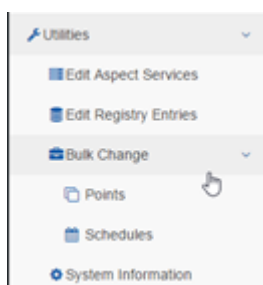 Utilities
Edit Aspect Services
Edit Registry Entries
Bulk Change
Points
Schedules
System Information